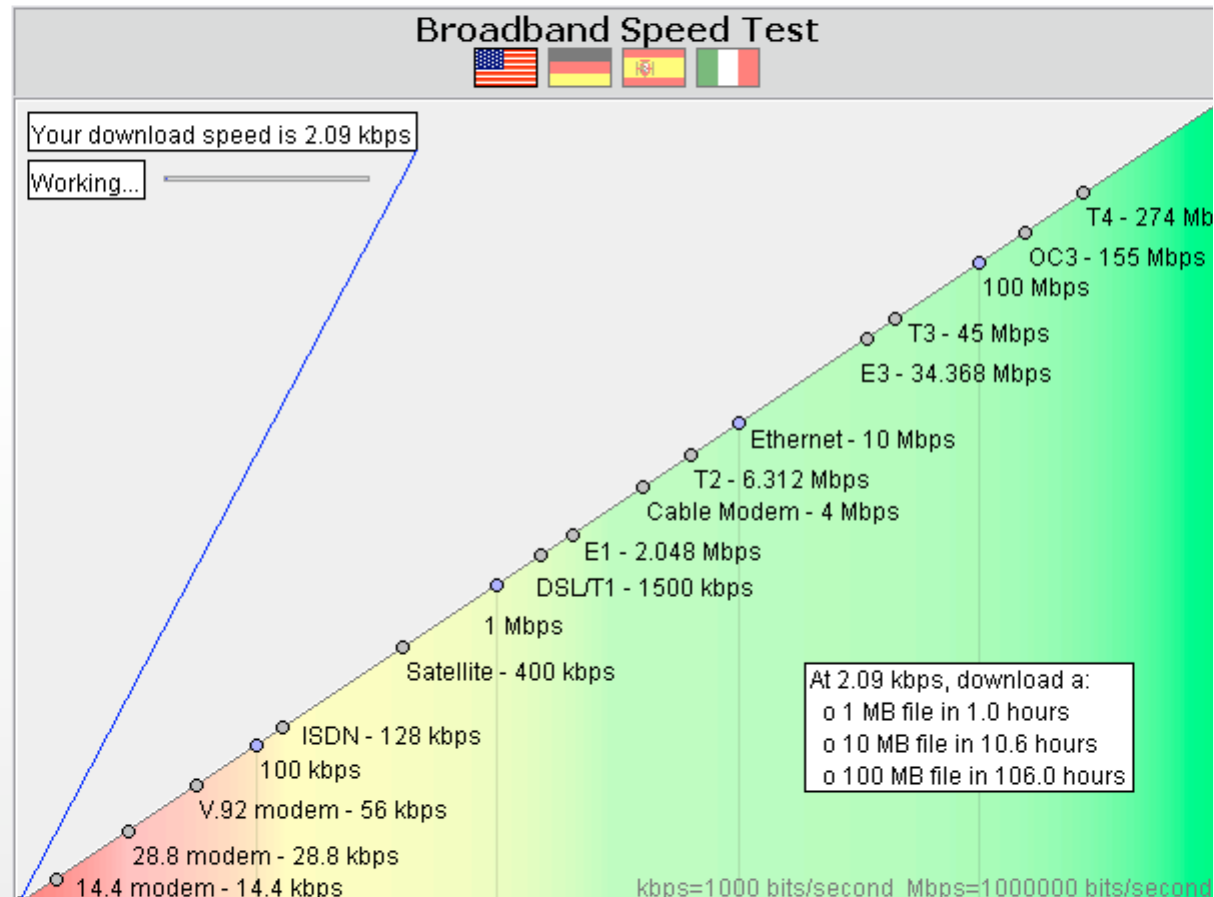 Broadband Speed Test
Your download speed is 2.09 kbps
Working...
T4 - 274 Mb
OC3 - 155 Mbps
100 Mbps
T3 - 45 Mbps
E3 - 34.368 Mbps
Ethernet - 10 Mbps
T2 - 6.312 Mbps
Cable Modem - 4 Mbps
E1 - 2.048 Mbps
DSL/T1 - 1500 kbps
1 Mbps
Satellite - 400 kbps
At 2.09 kbps, download a:
o 1 MB file in 1.0 hours
o 10 MB file in 10.6 hours
o 100 MB file in 106.0 hours
ISDN - 128 kbps
100 kbps
V.92 modem - 56 kbps
28.8 modem - 28.8 kbps
14.4 modem - 14.4 kbps
kbps=1000 bits/second Mbps=1000000 bits/second